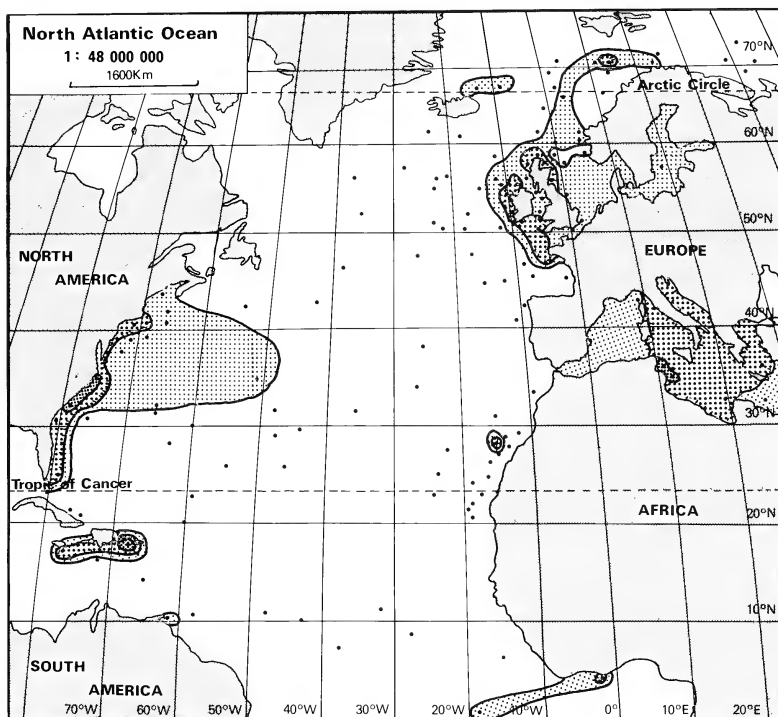 North Atlantic Ocean
1: 48 000 000
1600Km
70°N
Arctic Circle
60°N
50°N
NORTH
AMERICA
EUROPE
40°N
30°N
Tropic of Cancer
20°N
AFRICA
10°N
SOUTH
AMERICA
70°W
60°W
50°W
40°W
30°W
20°W
10°W
0°
10°E
20°E